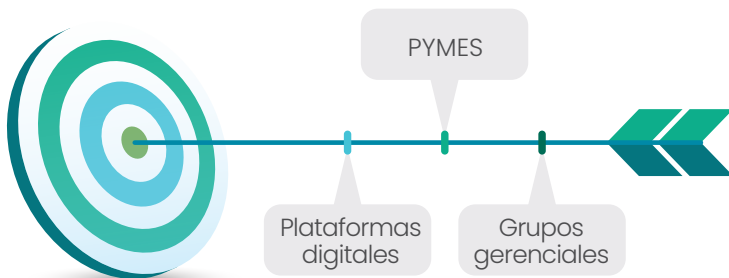 PYMES
Plataformas
digitales
Grupos
gerenciales